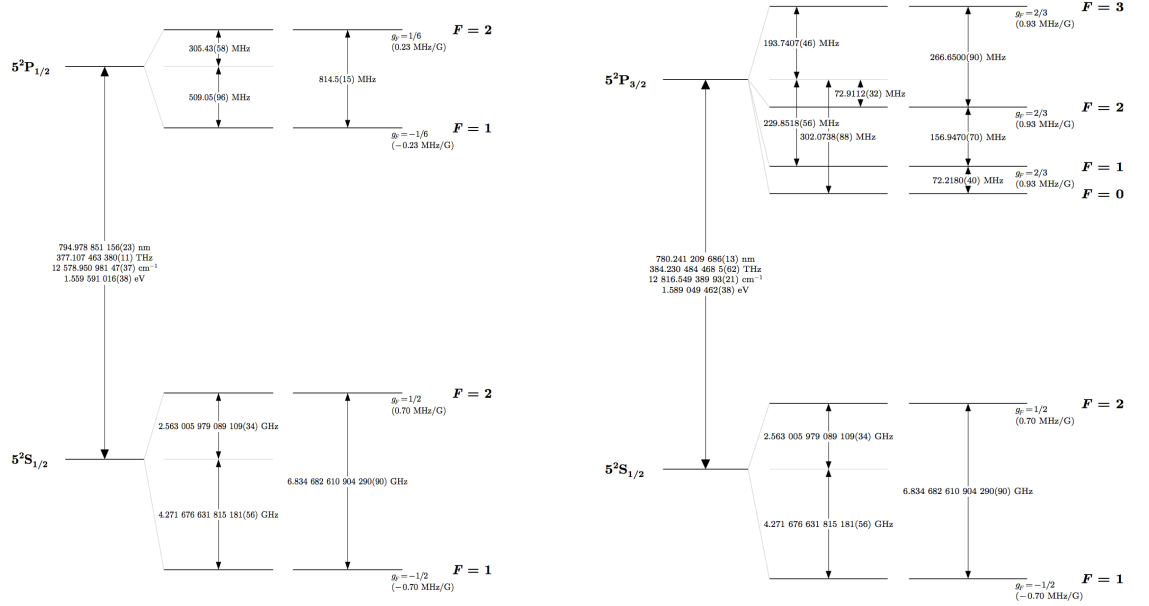 g_F = 1/6
(0.23 MHz/G)
F = 2
305.43(58) MHz
5²P₁/₂
814.5(15) MHz
509.05(96) MHz
F = 1
g_F = −1/6
(−0.23 MHz/G)
794.978 851 156(23) nm
377.107 463 380(11) THz
12 578.950 981 47(37) cm⁻¹
1.559 591 016(38) eV
F = 2
g_F = 1/2
(0.70 MHz/G)
2.563 005 979 089 109(34) GHz
5²S₁/₂
6.834 682 610 904 290(90) GHz
4.271 676 631 815 181(56) GHz
F = 1
g_F = −1/2
(−0.70 MHz/G)
F = 3
g_F = 2/3
(0.93 MHz/G)
193.7407(46) MHz
266.6500(90) MHz
5²P₃/₂
72.9112(32) MHz
F = 2
g_F = 2/3
(0.93 MHz/G)
229.8518(56) MHz
302.0738(88) MHz
156.9470(70) MHz
F = 1
g_F = 2/3
(0.93 MHz/G)
72.2180(40) MHz
F = 0
780.241 209 686(13) nm
384.230 484 468 5(62) THz
12 816.549 389 93(21) cm⁻¹
1.589 049 462(38) eV
F = 2
g_F = 1/2
(0.70 MHz/G)
2.563 005 979 089 109(34) GHz
5²S₁/₂
6.834 682 610 904 290(90) GHz
4.271 676 631 815 181(56) GHz
F = 1
g_F = −1/2
(−0.70 MHz/G)